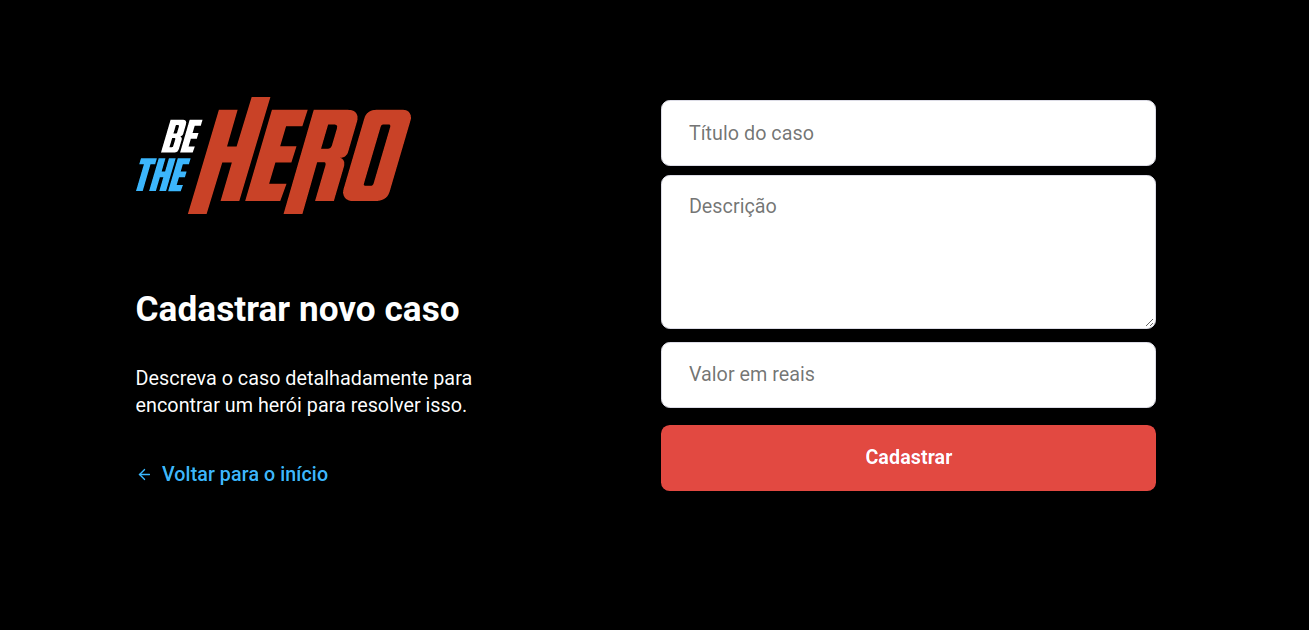 BE
THE HERO
Cadastrar novo caso
Descreva o caso detalhadamente para
encontrar um herói para resolver isso.
← Voltar para o início
Título do caso
Descrição
Valor em reais
Cadastrar